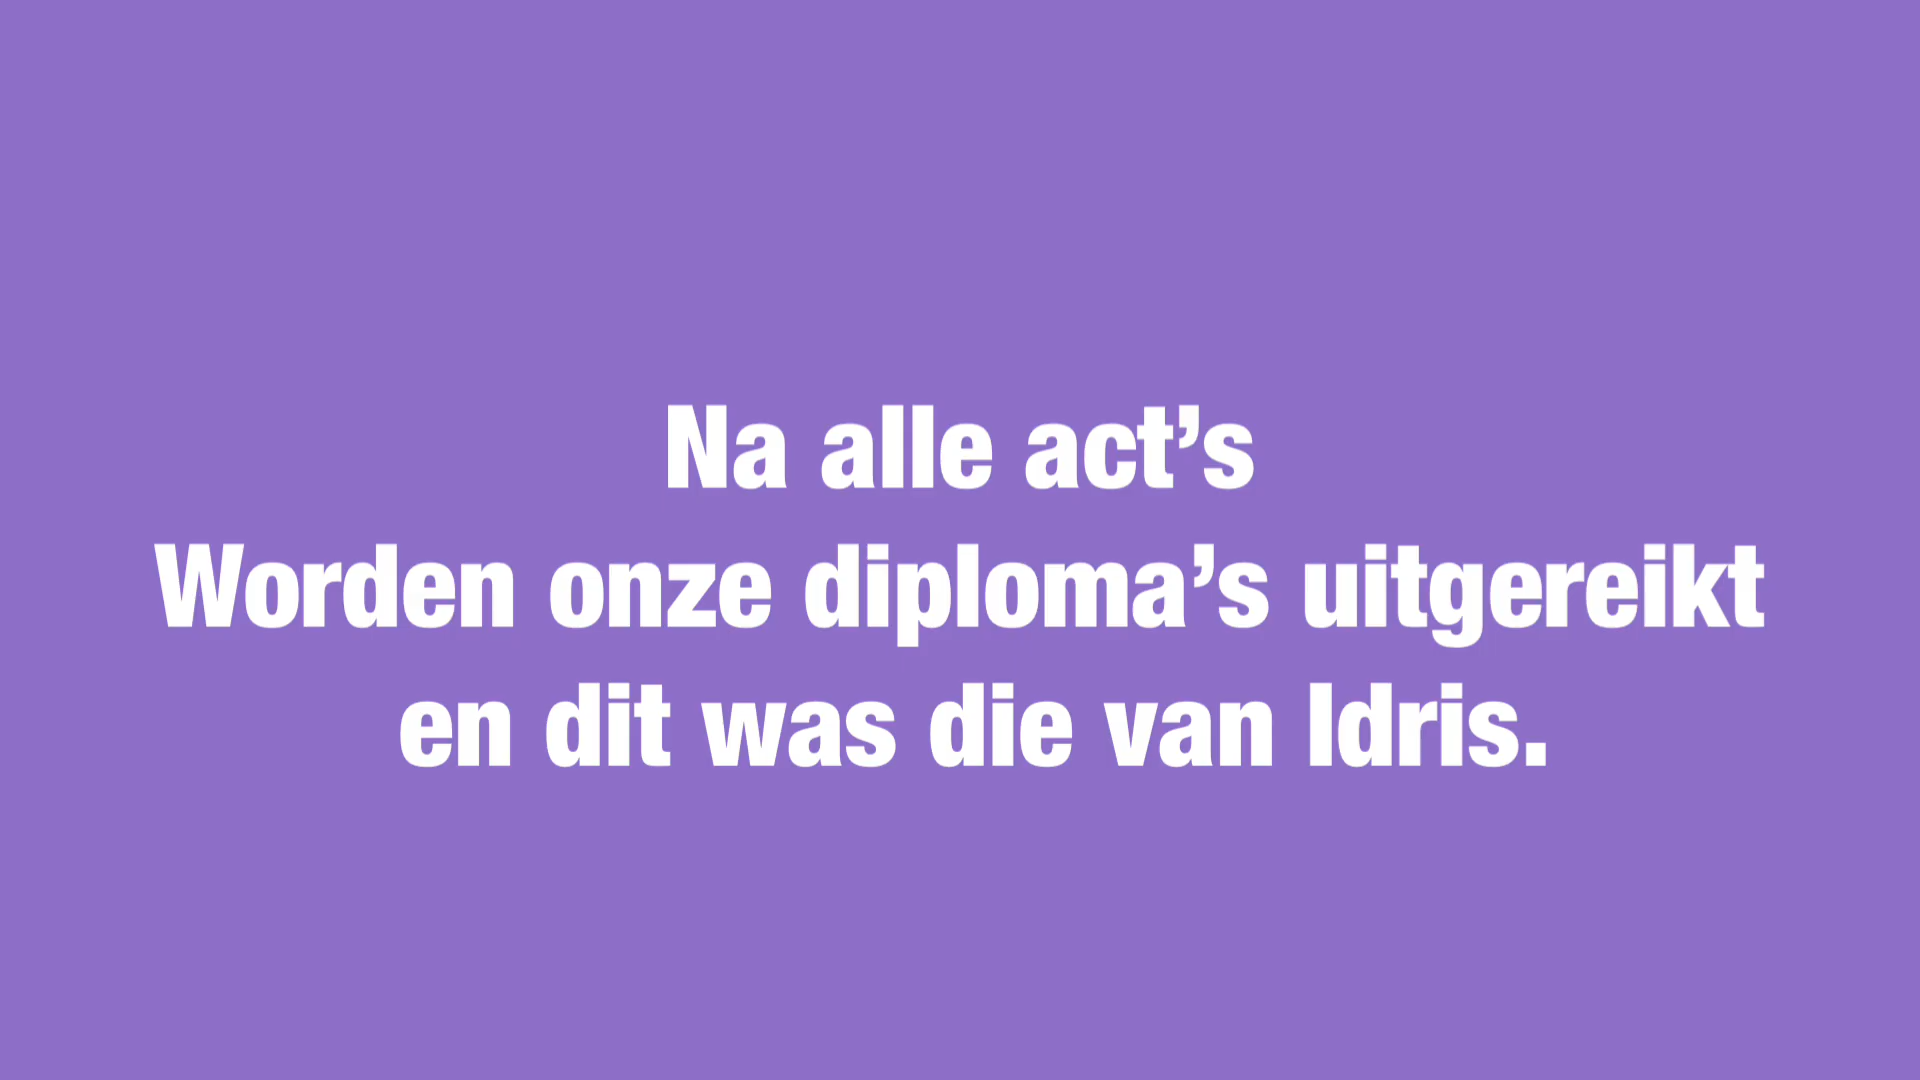 Na alle act’s
Worden onze diploma’s uitgereikt
en dit was die van Idris.